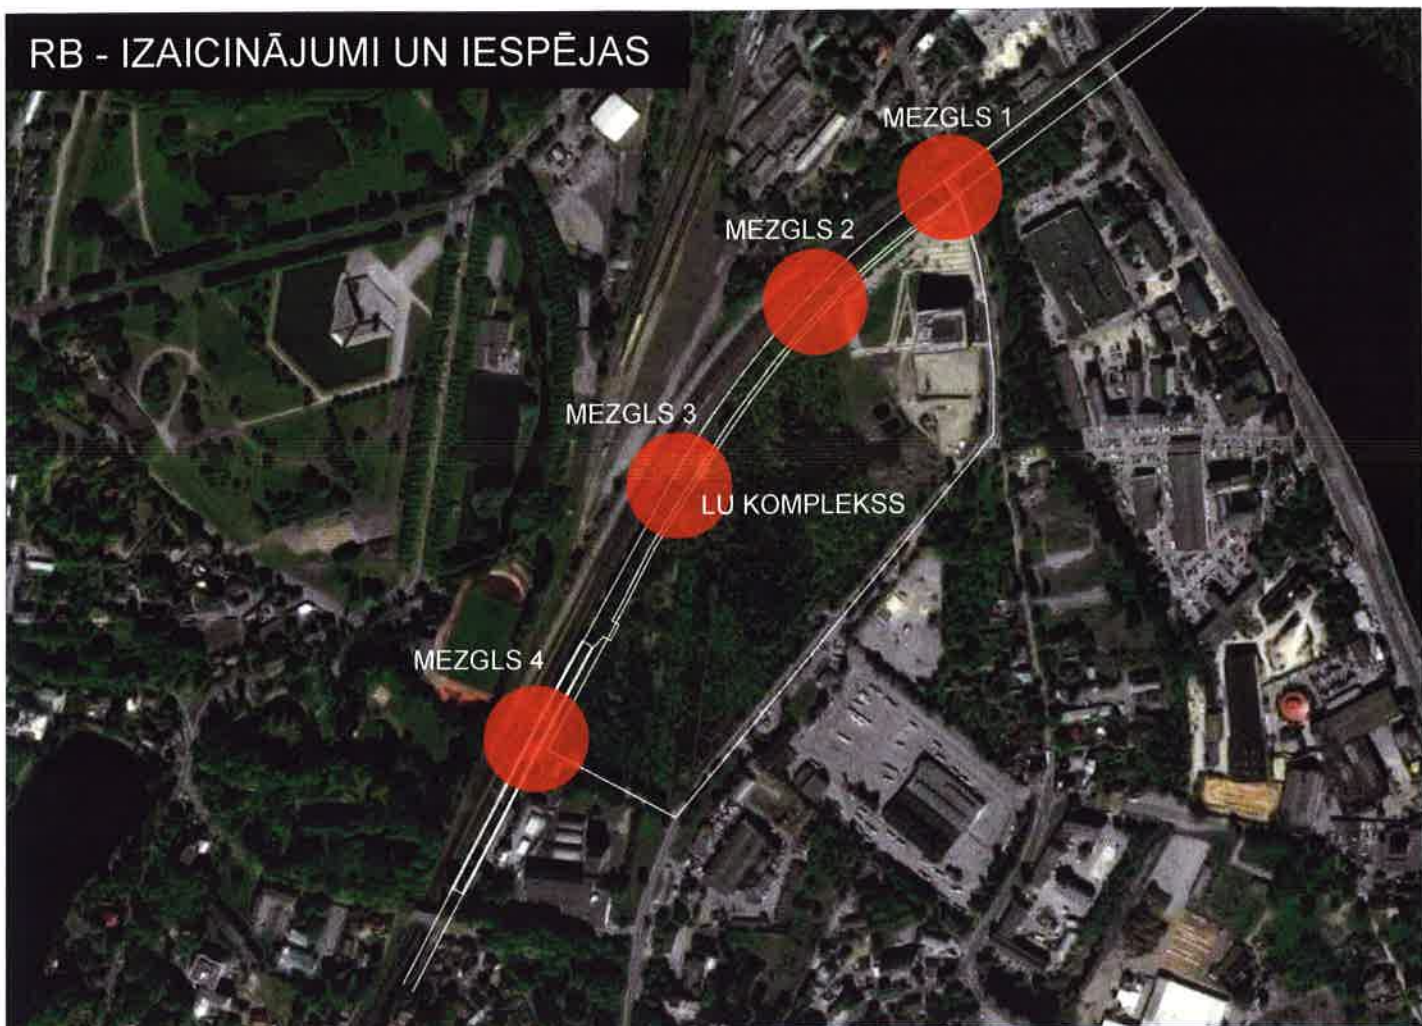 RB - IZAICINĀJUMI UN IESPĒJAS
MEZGLS 1
MEZGLS 2
MEZGLS 3
LU KOMPLEKSS
MEZGLS 4